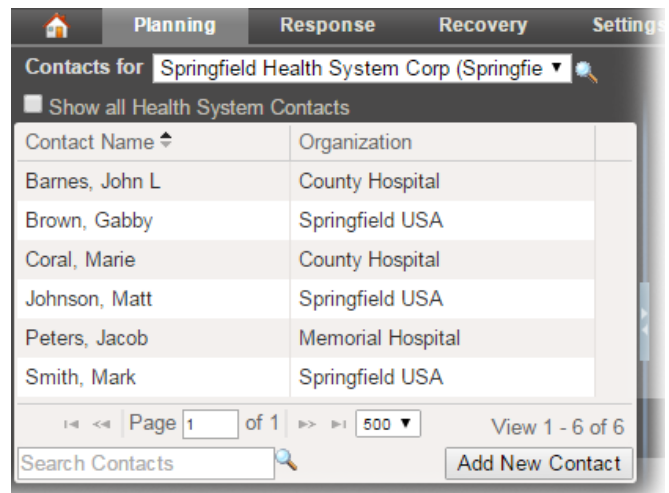 Planning Response Recovery Settings
Contacts for Springfield Health System Corp (Springfie
Show all Health System Contacts
Contact Name Organization
Barnes, John L County Hospital
Brown, Gabby Springfield USA
Coral, Marie County Hospital
Johnson, Matt Springfield USA
Peters, Jacob Memorial Hospital
Smith, Mark Springfield USA
Page 1 of 1 500 View 1 - 6 of 6
Search Contacts Add New Contact